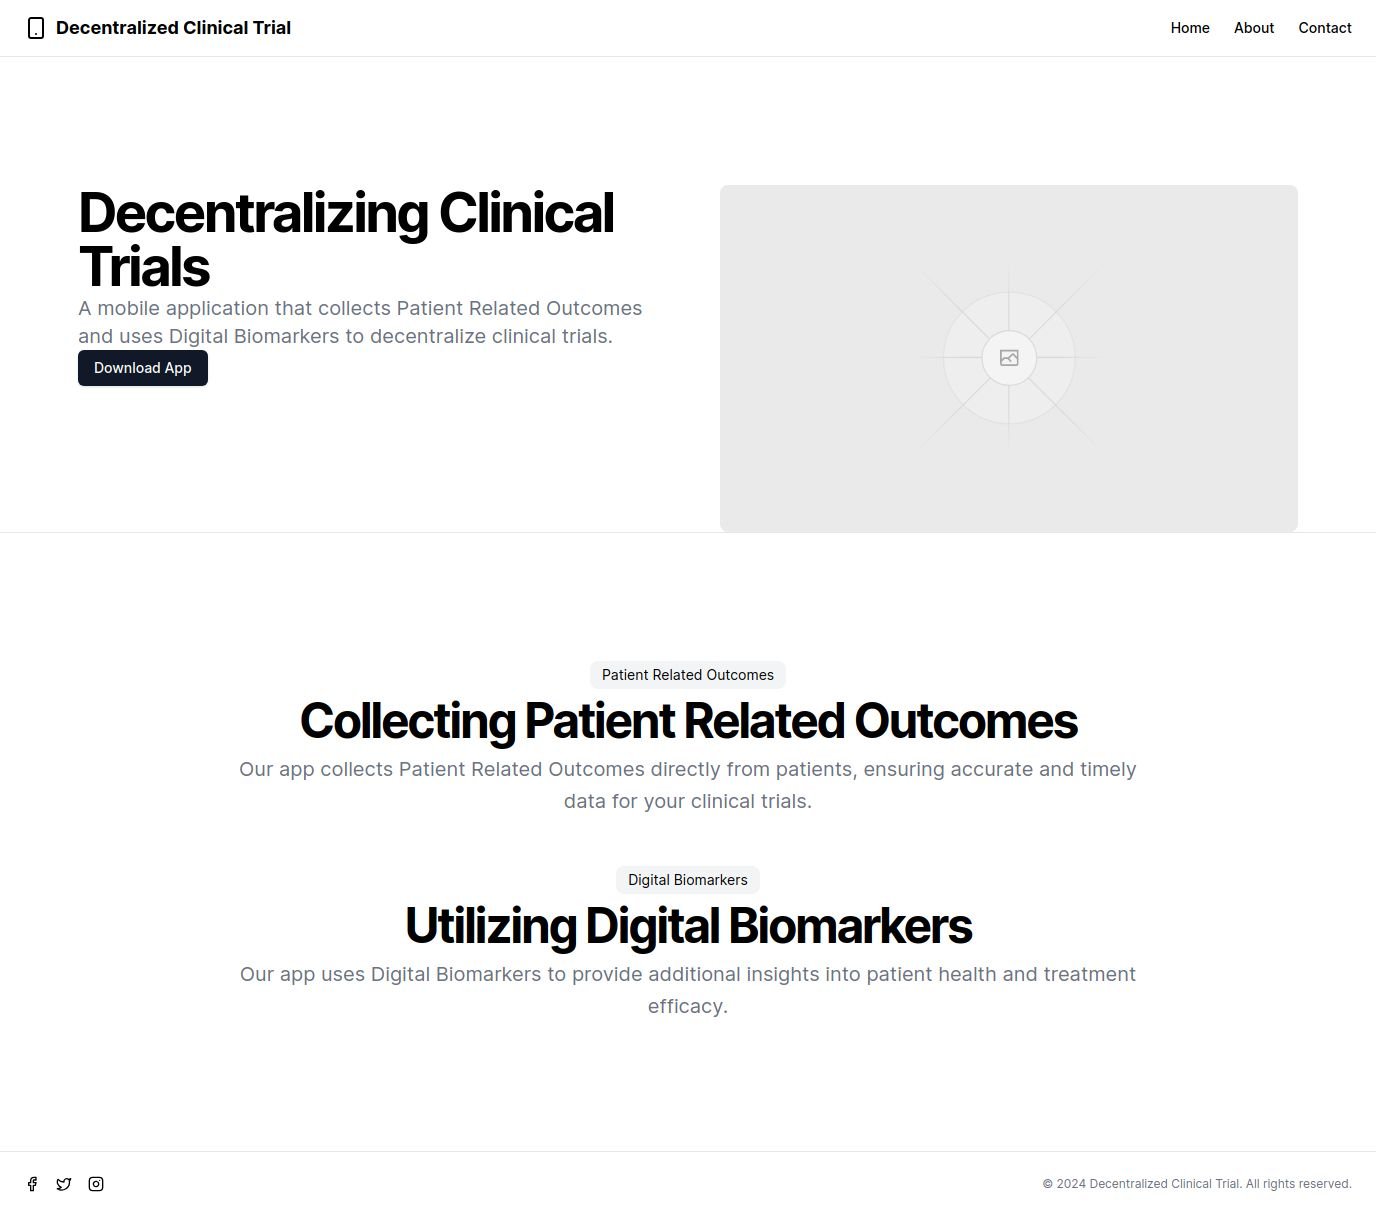 Decentralized Clinical Trial
Home About Contact
Decentralizing Clinical
Trials
A mobile application that collects Patient Related Outcomes
and uses Digital Biomarkers to decentralize clinical trials.
Download App
Patient Related Outcomes
Collecting Patient Related Outcomes
Our app collects Patient Related Outcomes directly from patients, ensuring accurate and timely
data for your clinical trials.
Digital Biomarkers
Utilizing Digital Biomarkers
Our app uses Digital Biomarkers to provide additional insights into patient health and treatment
efficacy.
© 2024 Decentralized Clinical Trial. All rights reserved.